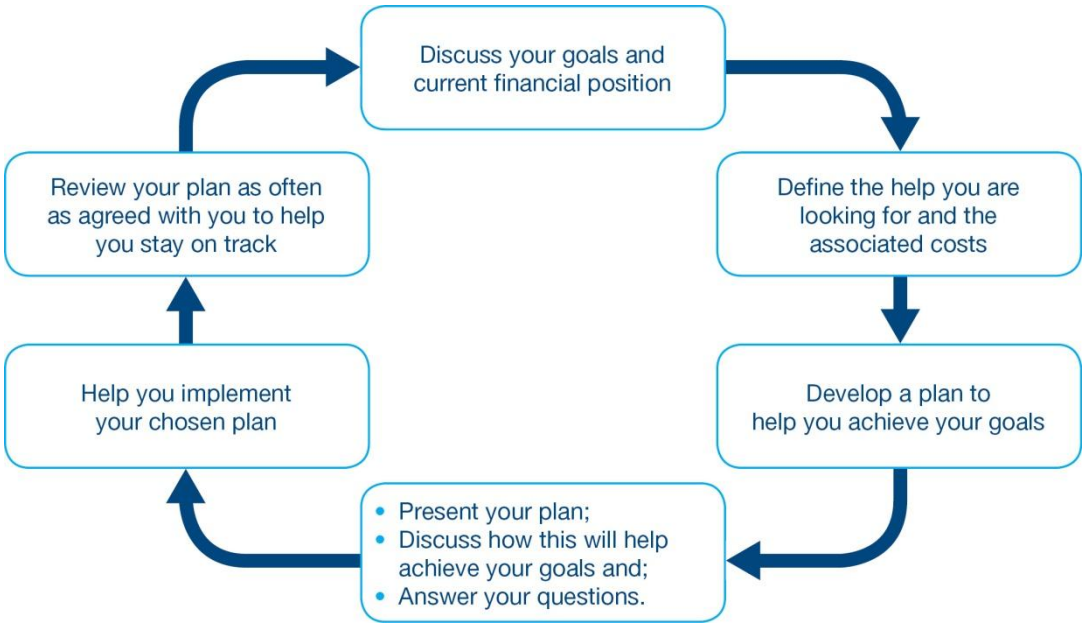 Discuss your goals and
current financial position
Define the help you are
looking for and the
associated costs
Develop a plan to
help you achieve your goals
• Present your plan;
• Discuss how this will help
achieve your goals and;
• Answer your questions.
Help you implement
your chosen plan
Review your plan as often
as agreed with you to help
you stay on track